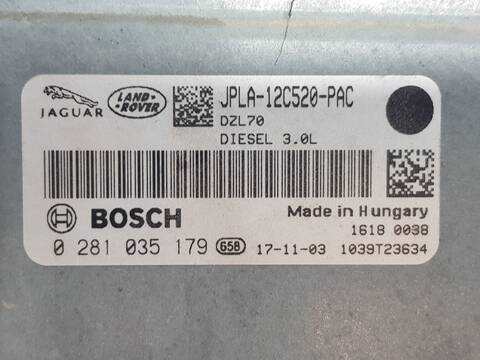 JAGUAR
LAND-
ROVER
JPLA-12C520-PAC
DZL70
DIESEL 3.0L
BOSCH
Made in Hungary
1618 0038
0 281 035 179 658 17-11-03 1039T23634